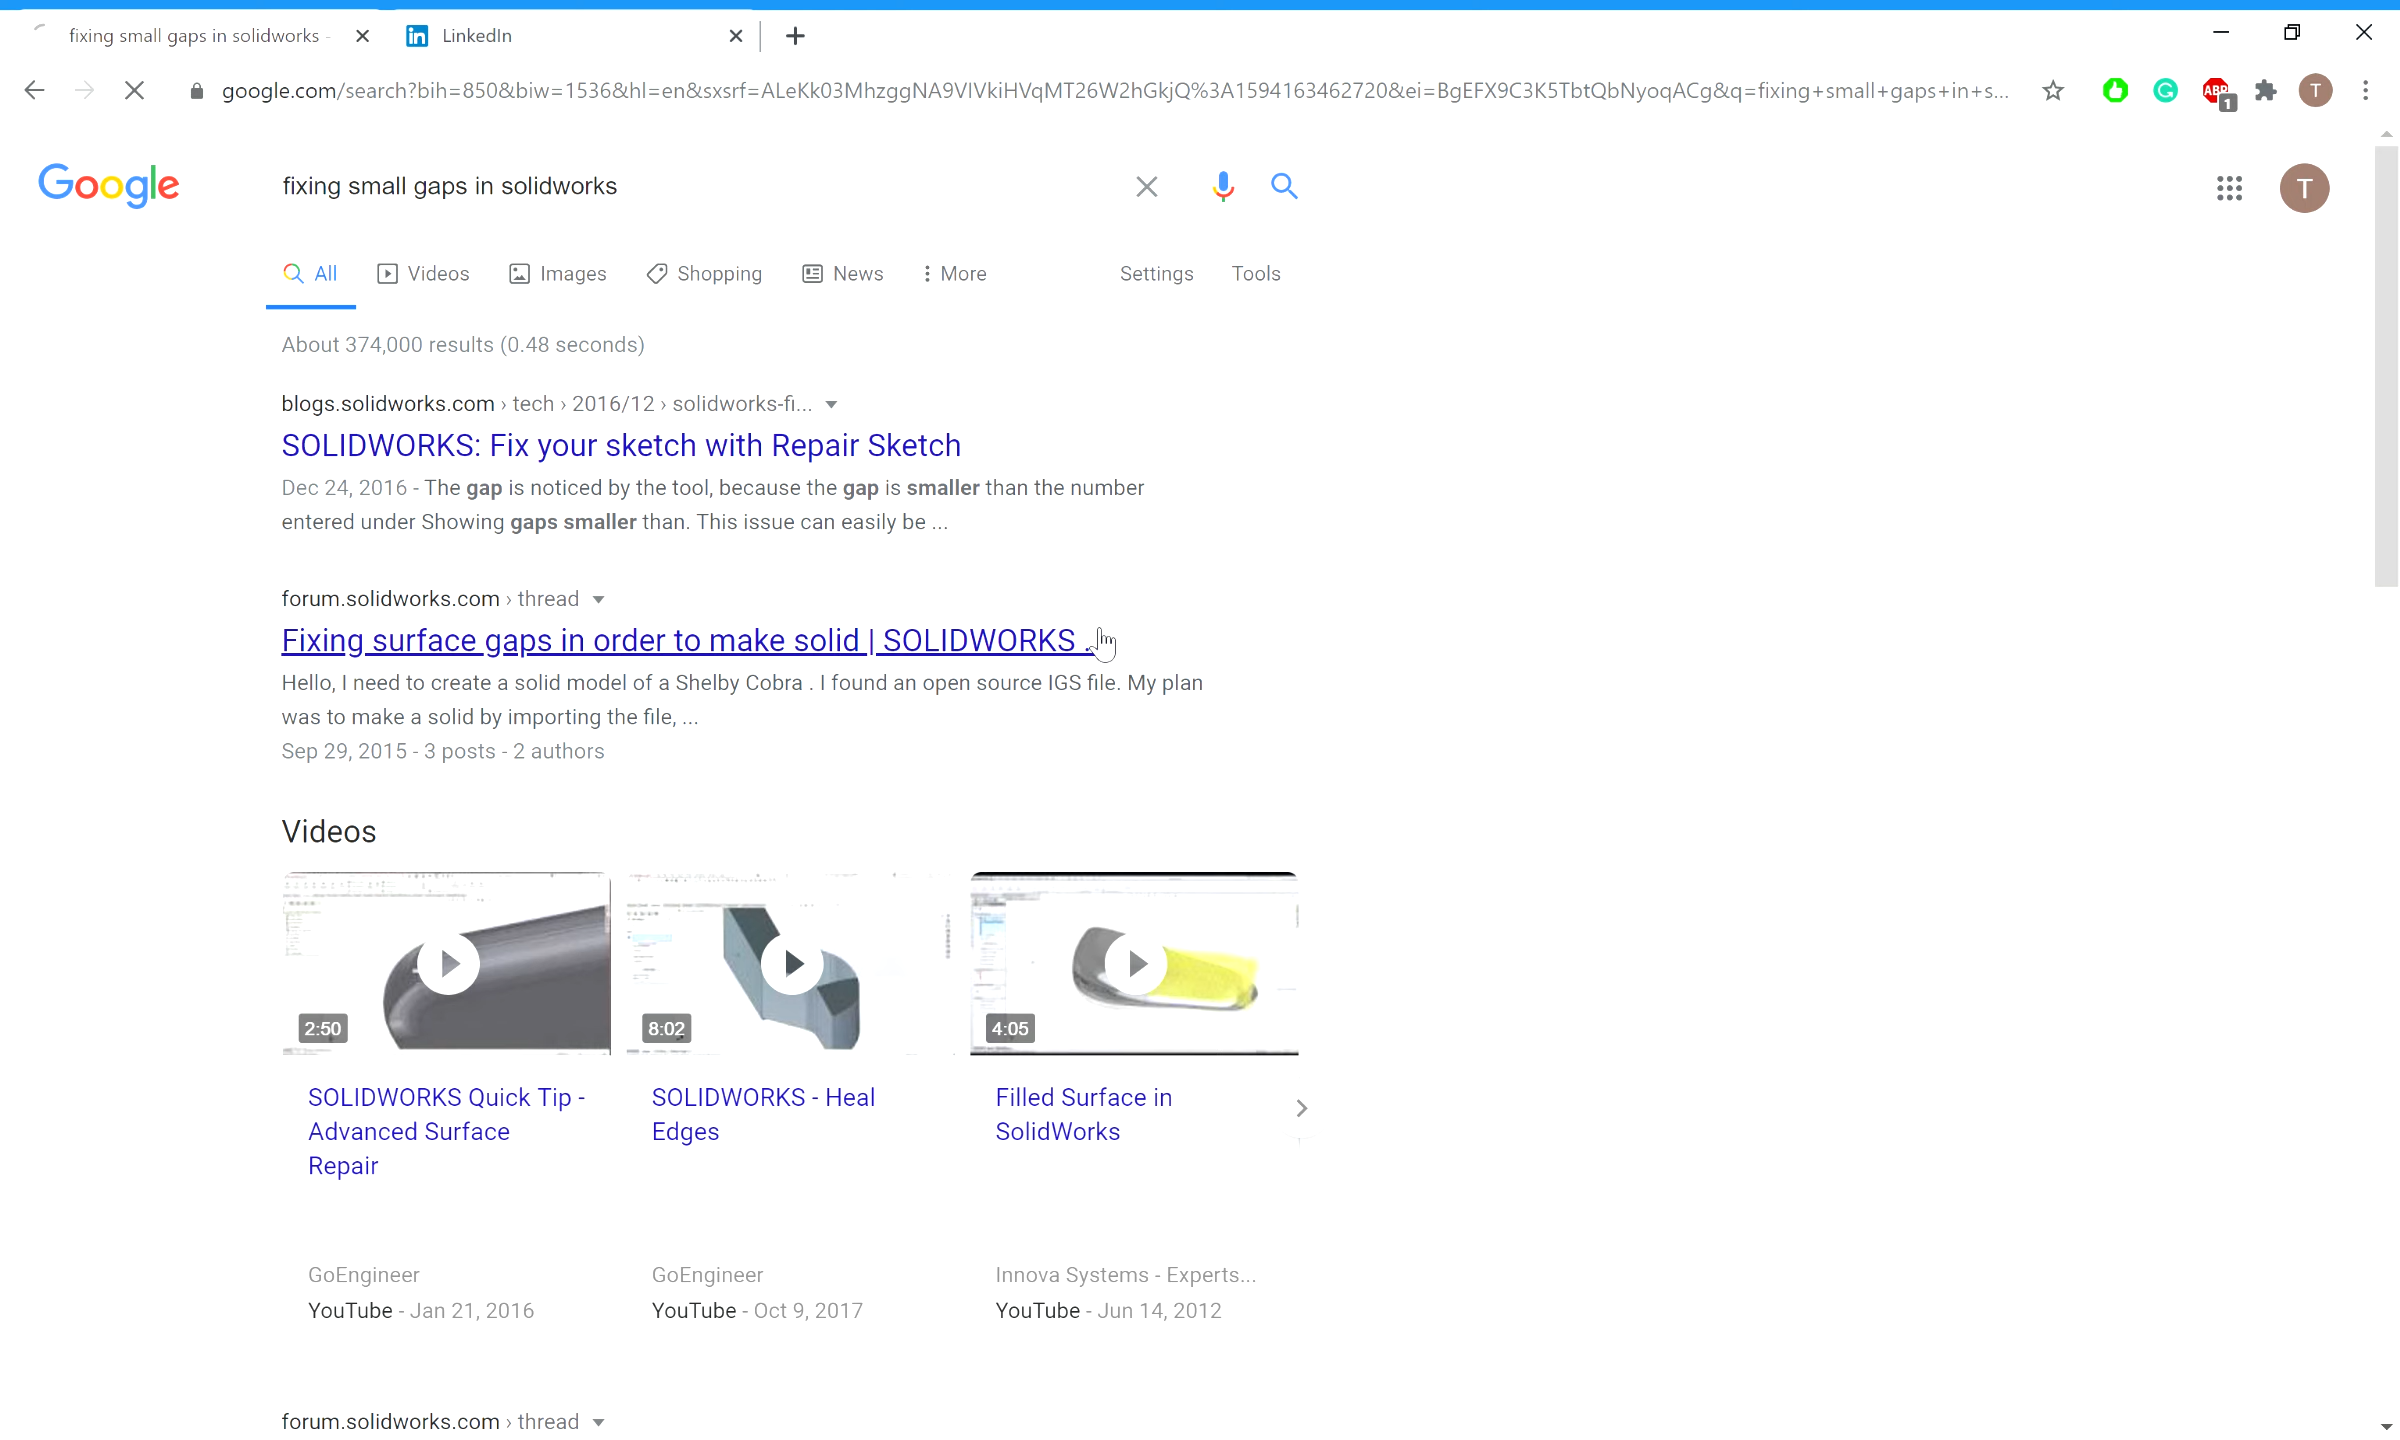 fixing small gaps in solidworks -
LinkedIn
google.com/search?bih=850&biw=1536&hl=en&sxsrf=ALeKk03MhzggNA9VIVkiHVqMT26W2hGkjQ%3A1594163462720&ei=BgEFX9C3K5TbtQbNyoqACg&q=fixing+small+gaps+in+s...
ABP
1
T
Google
fixing small gaps in solidworks
T
All
Videos
Images
Shopping
News
More
Settings
Tools
About 374,000 results (0.48 seconds)
blogs.solidworks.com › tech › 2016/12 › solidworks-fi...
SOLIDWORKS: Fix your sketch with Repair Sketch
Dec 24, 2016 - The gap is noticed by the tool, because the gap is smaller than the number
entered under Showing gaps smaller than. This issue can easily be ...
forum.solidworks.com › thread
Fixing surface gaps in order to make solid | SOLIDWORKS ..
Hello, I need to create a solid model of a Shelby Cobra . I found an open source IGS file. My plan
was to make a solid by importing the file, ...
Sep 29, 2015 - 3 posts - 2 authors
Videos
2:50
8:02
4:05
SOLIDWORKS Quick Tip -
Advanced Surface
Repair
GoEngineer
YouTube - Jan 21, 2016
SOLIDWORKS - Heal
Edges
GoEngineer
YouTube - Oct 9, 2017
Filled Surface in
SolidWorks
Innova Systems - Experts...
YouTube - Jun 14, 2012
forum.solidworks.com › thread